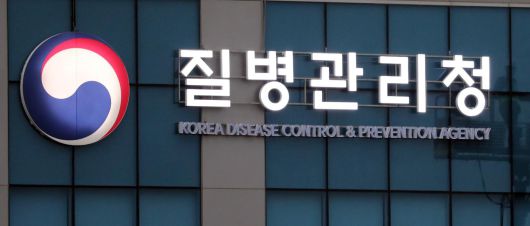 질병관리청
KOREA DISEASE CONTROL & PREVENTION AGENCY